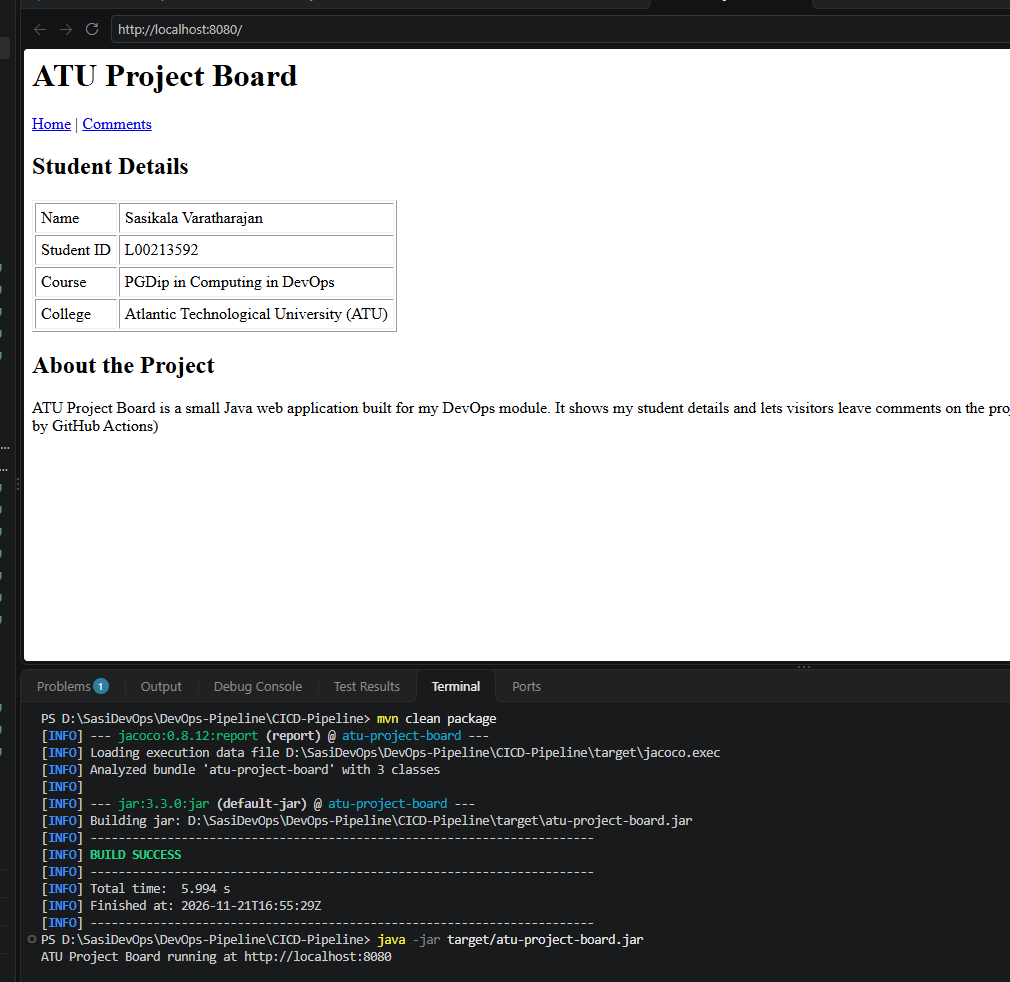 http://localhost:8080/
ATU Project Board
Home | Comments
Student Details
Name Sasikala Varatharajan
Student ID L00213592
Course PGDip in Computing in DevOps
College Atlantic Technological University (ATU)
About the Project
ATU Project Board is a small Java web application built for my DevOps module. It shows my student details and lets visitors leave comments on the
by GitHub Actions)
Problems 1 Output Debug Console Test Results Terminal Ports
PS D:\SasiDevOps\DevOps-Pipeline\CICD-Pipeline> mvn clean package
[INFO] --- jacoco:0.8.12:report (report) @ atu-project-board ---
[INFO] Loading execution data file D:\SasiDevOps\DevOps-Pipeline\CICD-Pipeline\target\jacoco.exec
[INFO] Analyzed bundle 'atu-project-board' with 3 classes
[INFO]
[INFO] --- jar:3.3.0:jar (default-jar) @ atu-project-board ---
[INFO] Building jar: D:\SasiDevOps\DevOps-Pipeline\CICD-Pipeline\target\atu-project-board.jar
[INFO] ------------------------------------------------------------------------
[INFO] BUILD SUCCESS
[INFO] ------------------------------------------------------------------------
[INFO] Total time:  5.994 s
[INFO] Finished at: 2026-11-21T16:55:29Z
[INFO] ------------------------------------------------------------------------
PS D:\SasiDevOps\DevOps-Pipeline\CICD-Pipeline> java -jar target/atu-project-board.jar
ATU Project Board running at http://localhost:8080